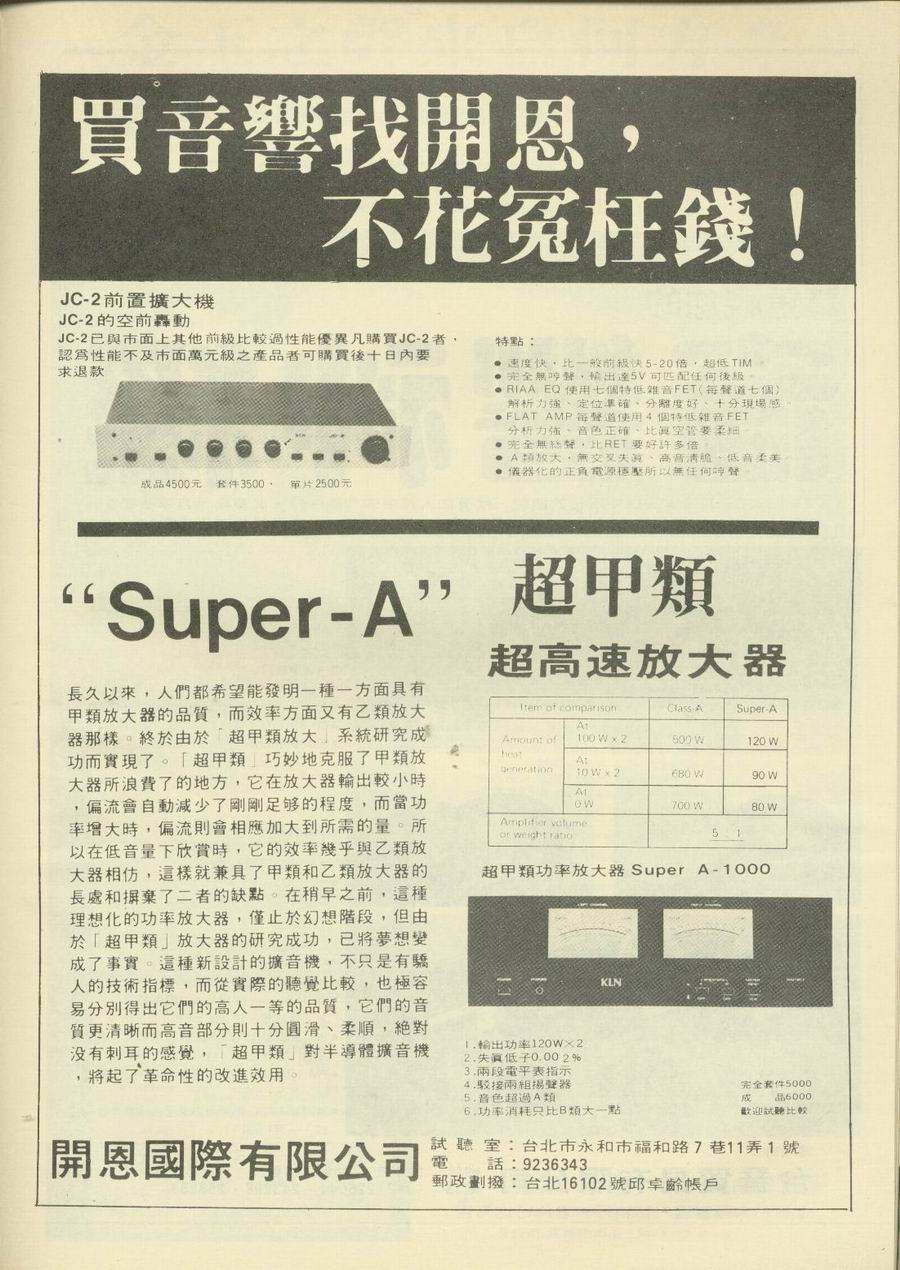 買音響找開恩，
不花冤枉錢！
JC-2前置擴大機
JC-2的空前轟動
JC-2已與市面上其他前級比較過性能優異凡購買JC-2者，
認為性能不及市面萬元級之產品者可購買後十日內要
求退款
成品4500元 套件3500． 單片2500元
特點：
● 速度快，比一般前級快5-20倍，超低TIM
● 完全無哼聲，輸出達5V可匹配任何後級
● RIAA EQ 使用七個特低雜音FET(每聲道七個)
解析力強、定位準確、分離度好、十分現場感
● FLAT AMP 每聲道使用4個特低雜音FET
分析力強、音色正確、比真空管要柔細
● 完全無絲聲，比RET要好許多倍
● A類放大，無交叉失真、高音清脆、低音柔美
● 儀器化的正負電源穩壓所以無任何哼聲
“Super-A”
超甲類
超高速放大器
長久以來，人們都希望能發明一種一方面具有
甲類放大器的品質，而效率方面又有乙類放大
器那樣。終於由於「超甲類放大」系統研究成
功而實現了。「超甲類」巧妙地克服了甲類放
大器所浪費了的地方，它在放大器輸出較小時
，偏流會自動減少了剛剛足够的程度，而當功
率增大時，偏流則會相應加大到所需的量。所
以在低音量下欣賞時，它的效率幾乎與乙類放
大器相仿，這樣就兼具了甲類和乙類放大器的
長處和摒棄了二者的缺點。在稍早之前，這種
理想化的功率放大器，僅止於幻想階段，但由
於「超甲類」放大器的研究成功，已將夢想變
成了事實。這種新設計的擴音機，不只是有驕
人的技術指標，而從實際的聽覺比較，也極容
易分別得出它們的高人一等的品質，它們的音
質更清晰而高音部分則十分圓滑、柔順，絕對
没有刺耳的感覺，「超甲類」對半導體擴音機
，將起了革命性的改進效用。
Item of comparison Class-A Super-A
Amount of heat generation At 100 W × 2 500 W 120 W
At 10 W × 2 680 W 90 W
At 0 W 700 W 80 W
Amplifier volume or weight ratio 5 1
超甲類功率放大器 Super A-1000
KLN
1.輸出功率120W×2
2.失眞低子0.002%
3.兩段電平表指示
4.駁接兩組揚聲器
5.音色超過A類
6.功率消耗只比B類大一點
完全套件5000
成 品6000
歡迎試聽比較
開恩國際有限公司
試聽室：台北市永和市福和路7巷11弄1號
電話：9236343
郵政劃撥：台北16102號邱卓齡帳戶